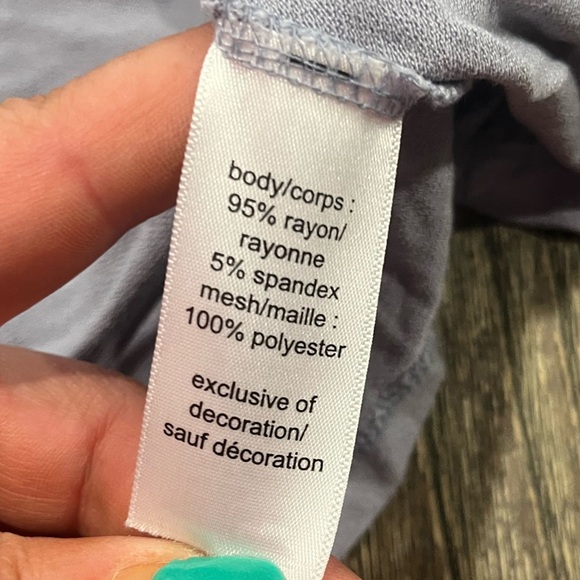 body/corps :
95% rayon/
rayonne
5% spandex
mesh/maille :
100% polyester
exclusive of
decoration/
sauf décoration